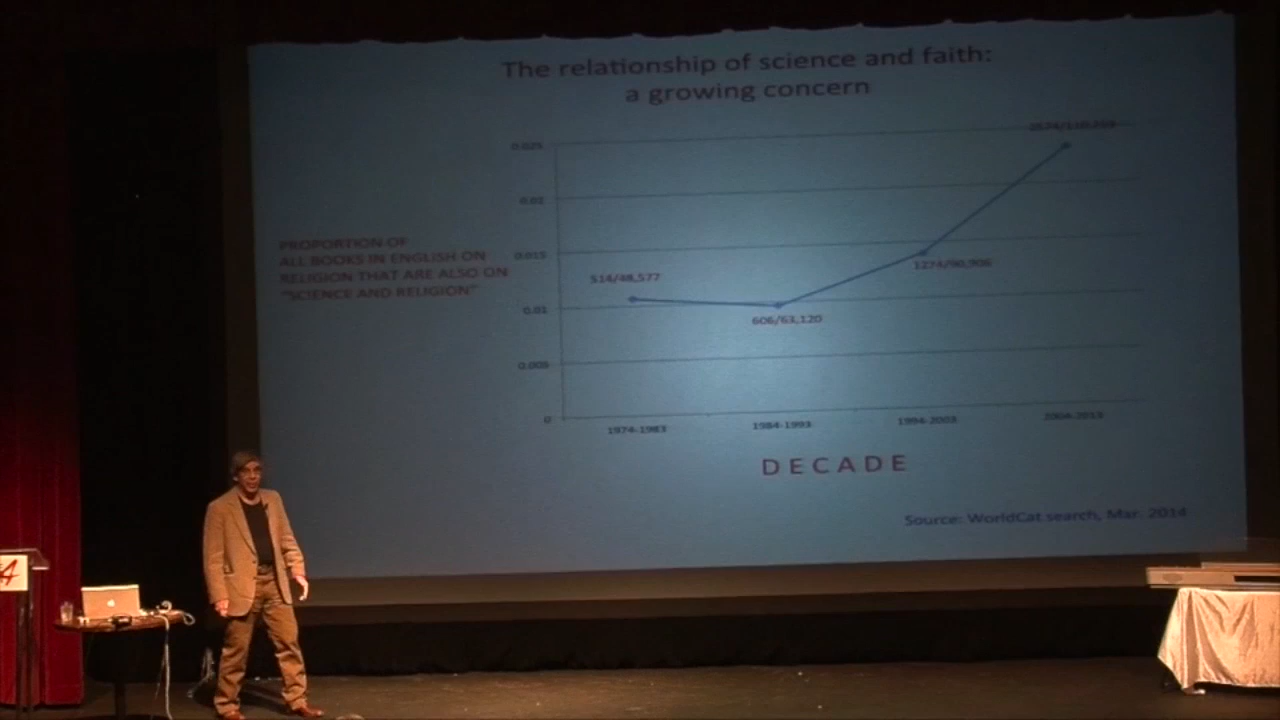 The relationship of science and faith:
a growing concern
0.025
0.02
0.015
0.01
0.005
0
PROPORTION OF
ALL BOOKS IN ENGLISH ON
RELIGION THAT ARE ALSO ON
"SCIENCE AND RELIGION"
514/48,577
606/63,120
1274/90,906
1974-1983
1984-1993
1994-2003
2004-2013
DECADE
Source: WorldCat search, Mar. 2014